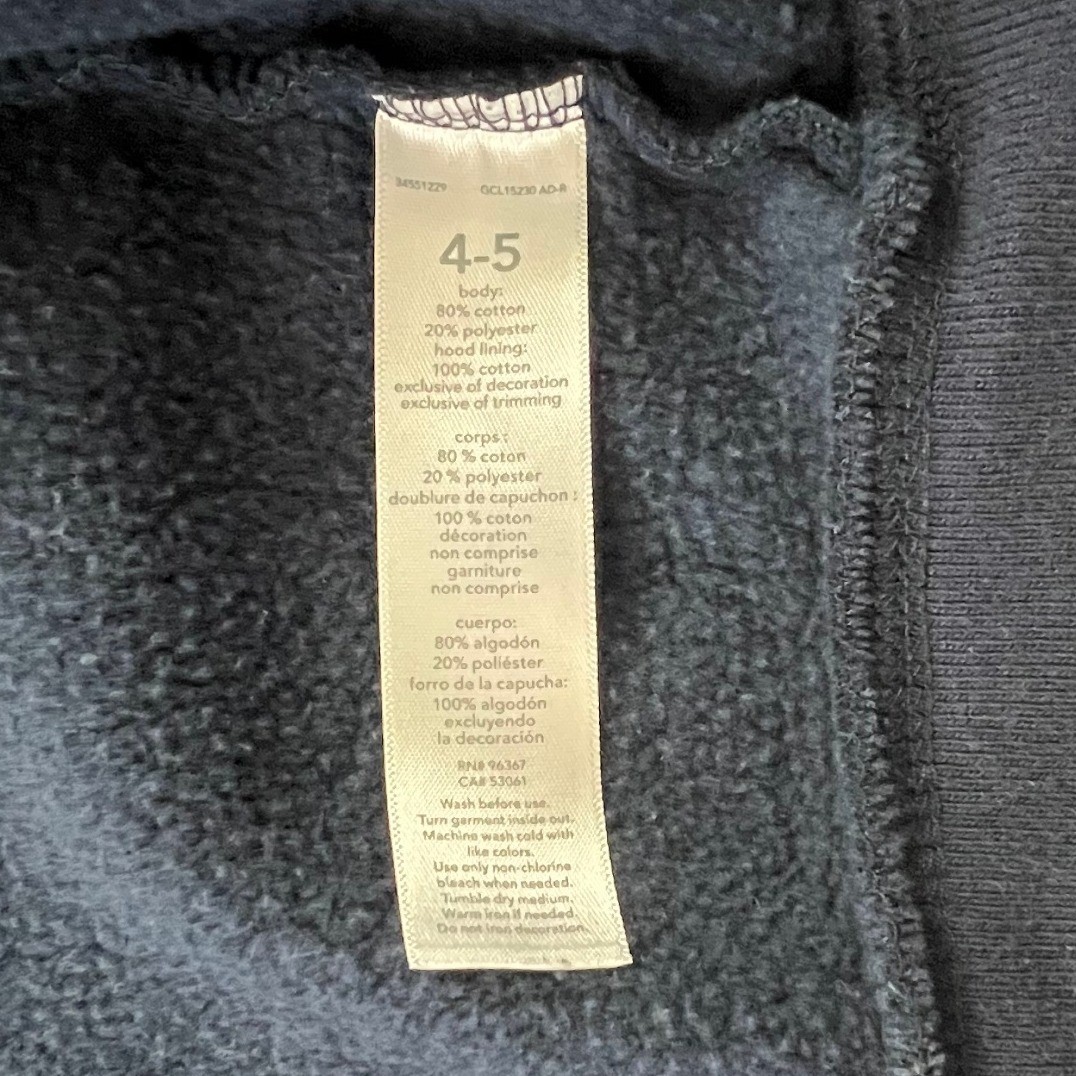 34551229 GCL15230 AD-R
4-5
body:
80% cotton
20% polyester
hood lining:
100% cotton
exclusive of decoration
exclusive of trimming
corps :
80 % coton
20 % polyester
doublure de capuchon :
100 % coton
décoration
non comprise
garniture
non comprise
cuerpo:
80% algodón
20% poliéster
forro de la capucha:
100% algodón
excluyendo
la decoración
RN# 96367
CA# 53061
Wash before use.
Turn garment inside out.
Machine wash cold with
like colors.
Use only non-chlorine
bleach when needed.
Tumble dry medium.
Warm iron if needed.
Do not iron decoration.